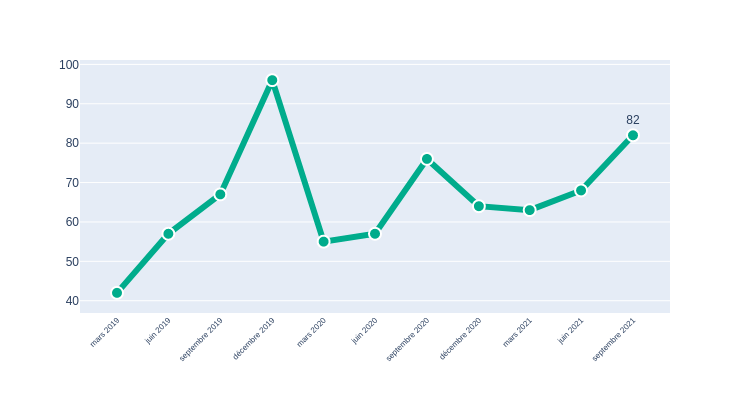 100
90
80
70
60
50
40
82
mars 2019
juin 2019
septembre 2019
décembre 2019
mars 2020
juin 2020
septembre 2020
décembre 2020
mars 2021
juin 2021
septembre 2021